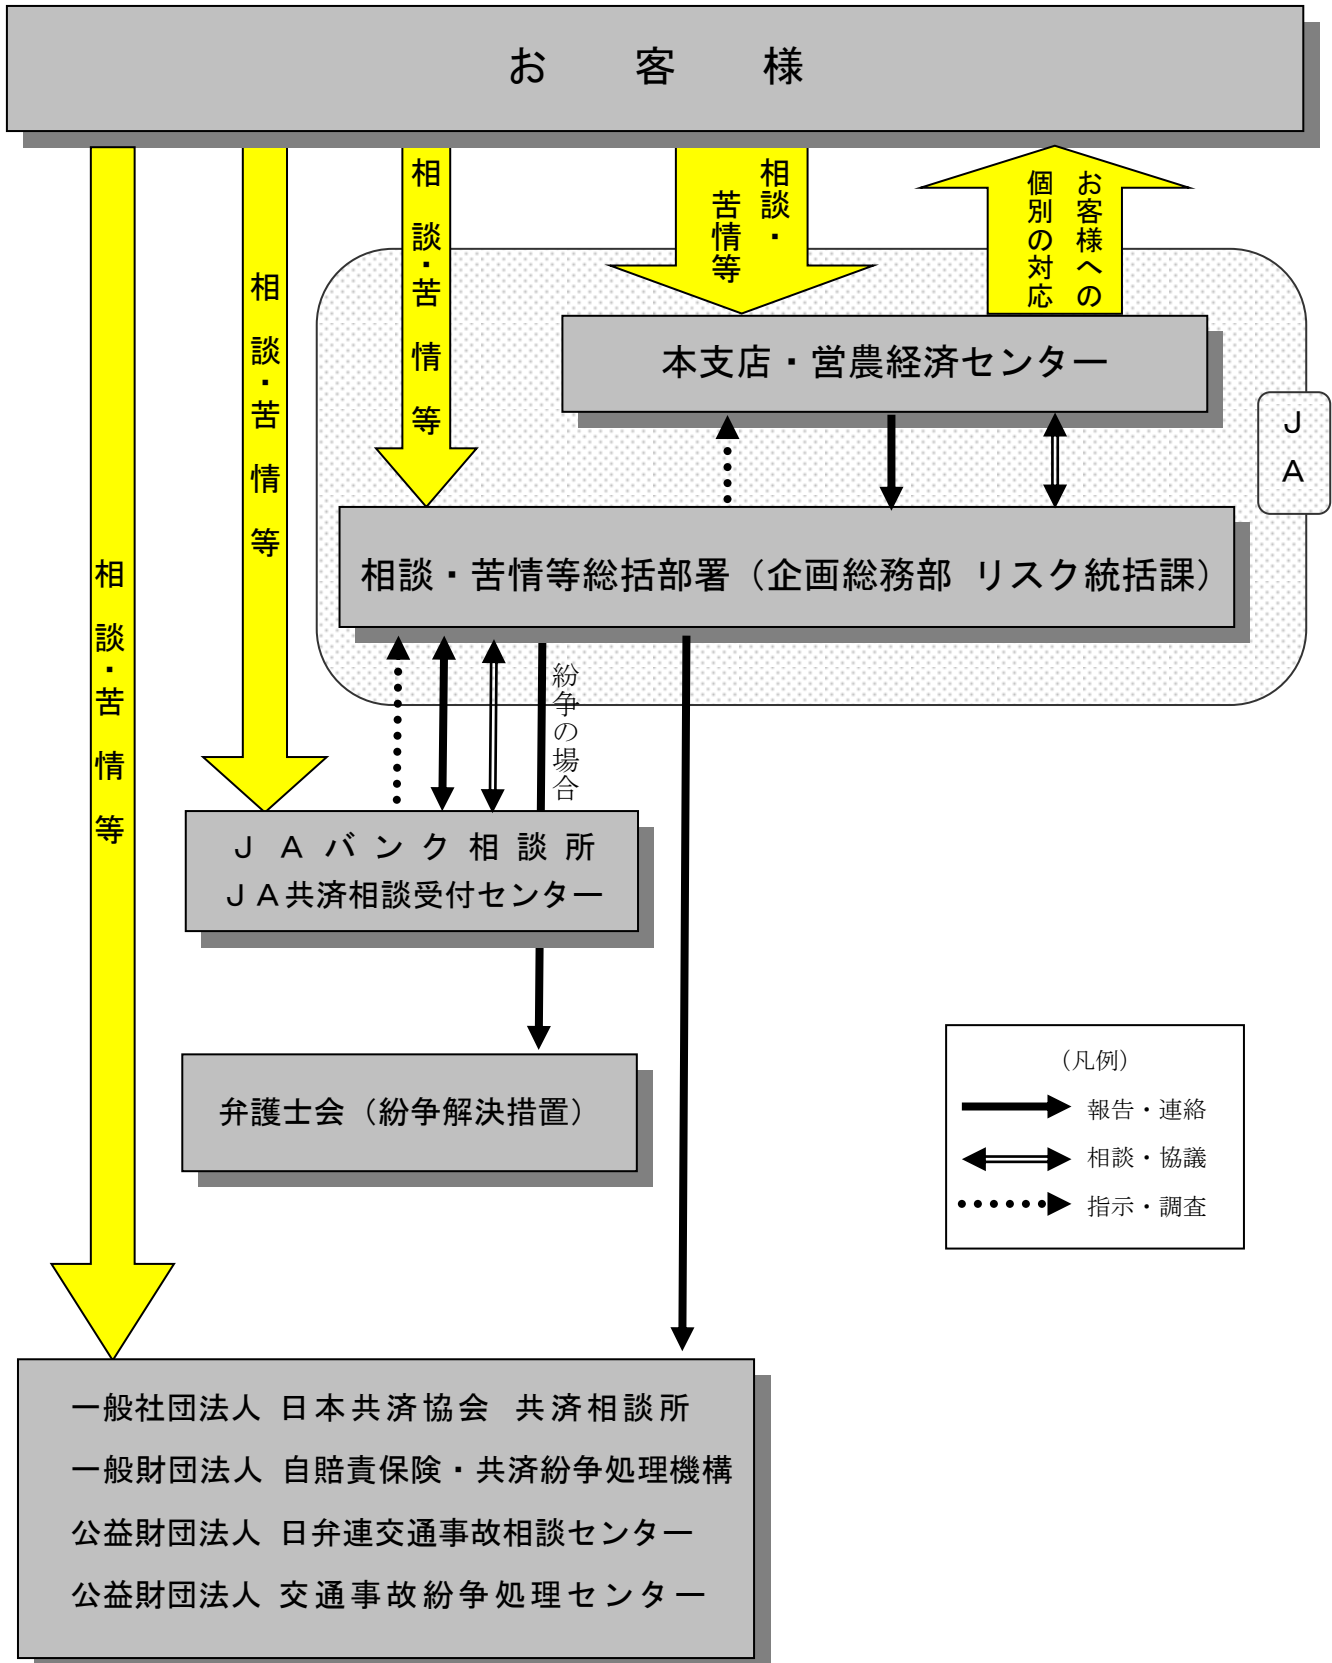 お客様
相談・苦情等
相談・苦情等
相談・苦情等
相談・
苦情等
お客様への
個別の対応
本支店・営農経済センター
ＪＡ
相談・苦情等総括部署（企画総務部 リスク統括課）
紛争の場合
ＪＡバンク相談所
ＪＡ共済相談受付センター
弁護士会（紛争解決措置）
（凡例）
報告・連絡
相談・協議
指示・調査
一般社団法人 日本共済協会 共済相談所
一般財団法人 自賠責保険・共済紛争処理機構
公益財団法人 日弁連交通事故相談センター
公益財団法人 交通事故紛争処理センター